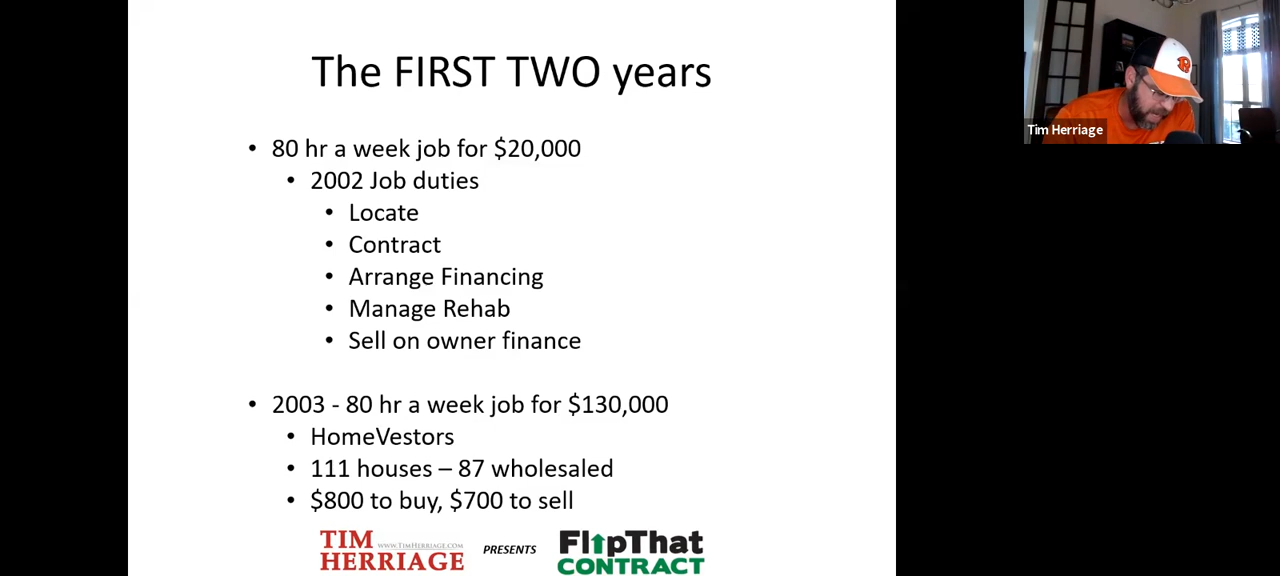 The FIRST TWO years
• 80 hr a week job for $20,000
• 2002 Job duties
• Locate
• Contract
• Arrange Financing
• Manage Rehab
• Sell on owner finance
• 2003 - 80 hr a week job for $130,000
• HomeVestors
• 111 houses – 87 wholesaled
• $800 to buy, $700 to sell
TIM WWW.TIMHERRIAGE.COM
HERRIAGE
PRESENTS
FlipThat
CONTRACT
Tim Herriage